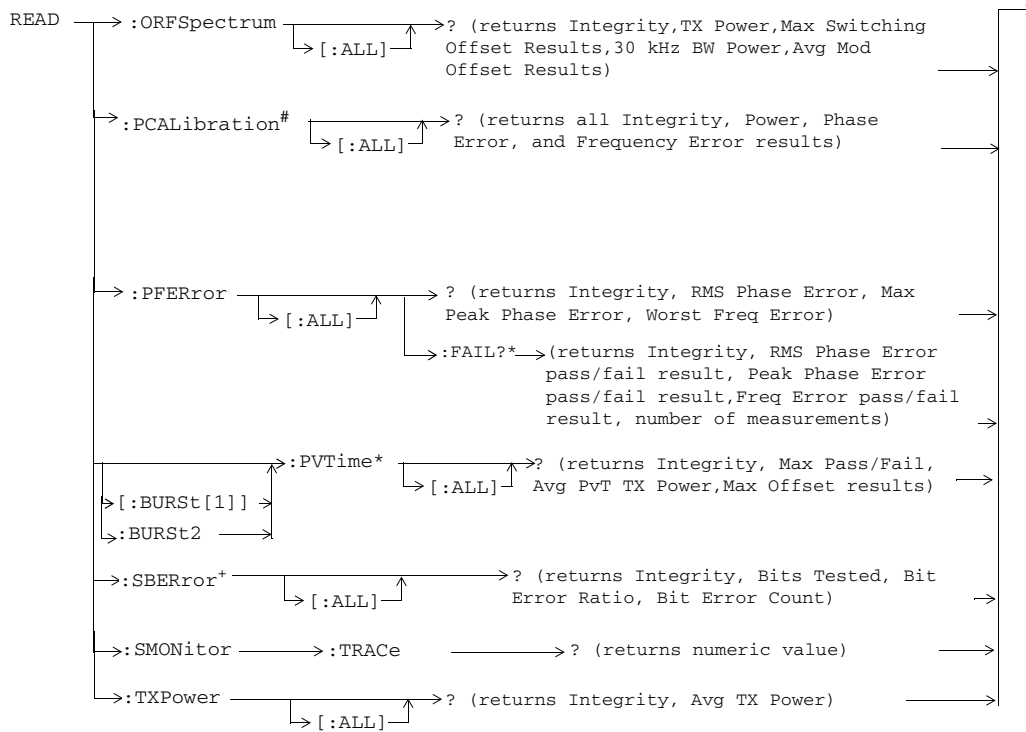 READ :ORFSpectrum [:ALL] ? (returns Integrity,TX Power,Max Switching
Offset Results,30 kHz BW Power,Avg Mod
Offset Results)
:PCALibration# [:ALL] ? (returns all Integrity, Power, Phase
Error, and Frequency Error results)
:PFERror [:ALL] ? (returns Integrity, RMS Phase Error, Max
Peak Phase Error, Worst Freq Error)
:FAIL?* (returns Integrity, RMS Phase Error
pass/fail result, Peak Phase Error
pass/fail result,Freq Error pass/fail
result, number of measurements)
:PVTime* [:ALL] ? (returns Integrity, Max Pass/Fail,
Avg PvT TX Power,Max Offset results)
[:BURSt[1]]
:BURSt2
:SBERror+ [:ALL] ? (returns Integrity, Bits Tested, Bit
Error Ratio, Bit Error Count)
:SMONitor :TRACe ? (returns numeric value)
:TXPower [:ALL] ? (returns Integrity, Avg TX Power)